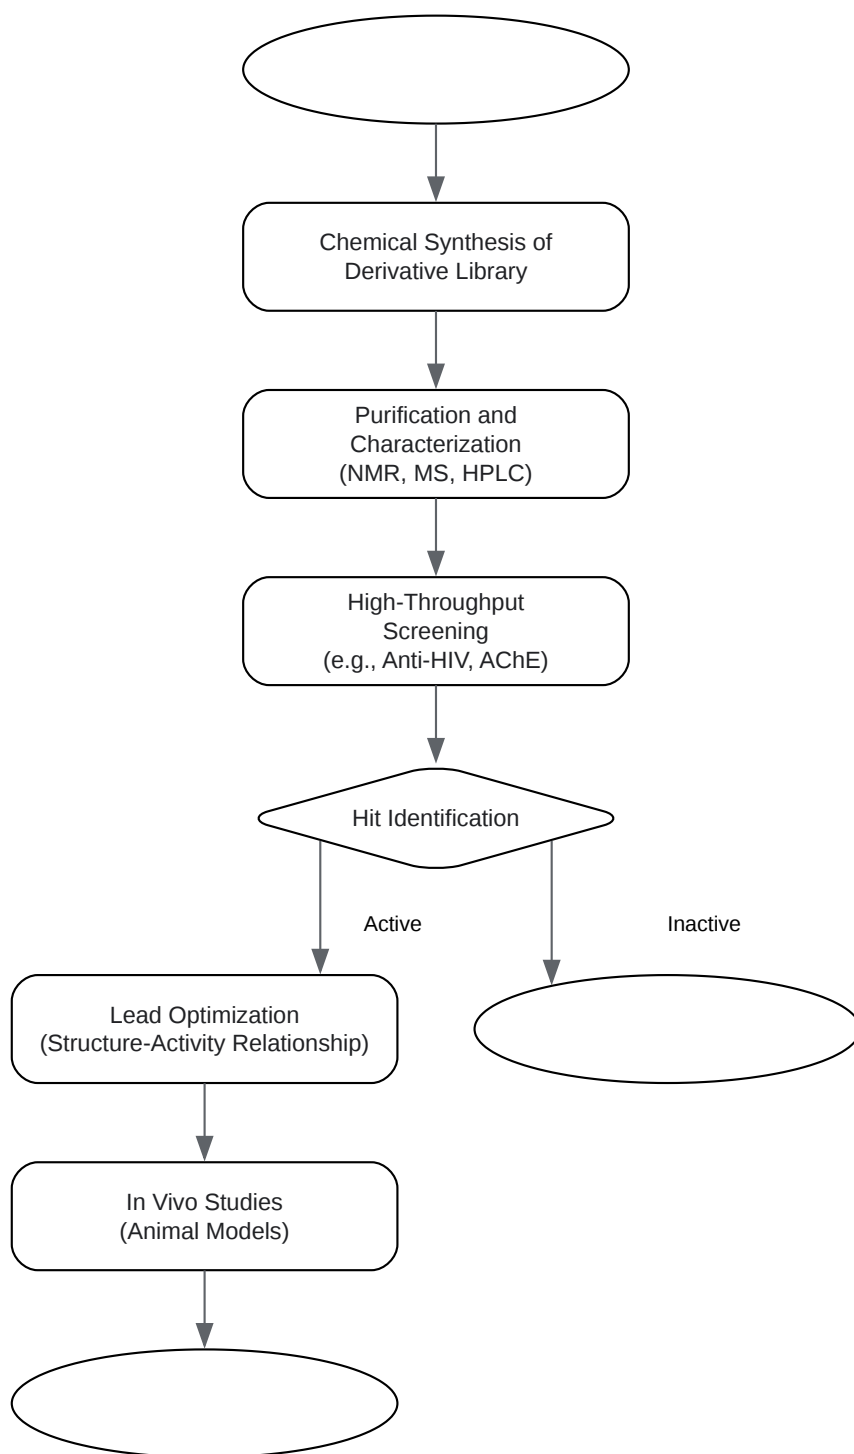 Chemical Synthesis of
Derivative Library
Purification and
Characterization
(NMR, MS, HPLC)
High-Throughput
Screening
(e.g., Anti-HIV, AChE)
Hit Identification
Active
Inactive
Lead Optimization
(Structure-Activity Relationship)
In Vivo Studies
(Animal Models)